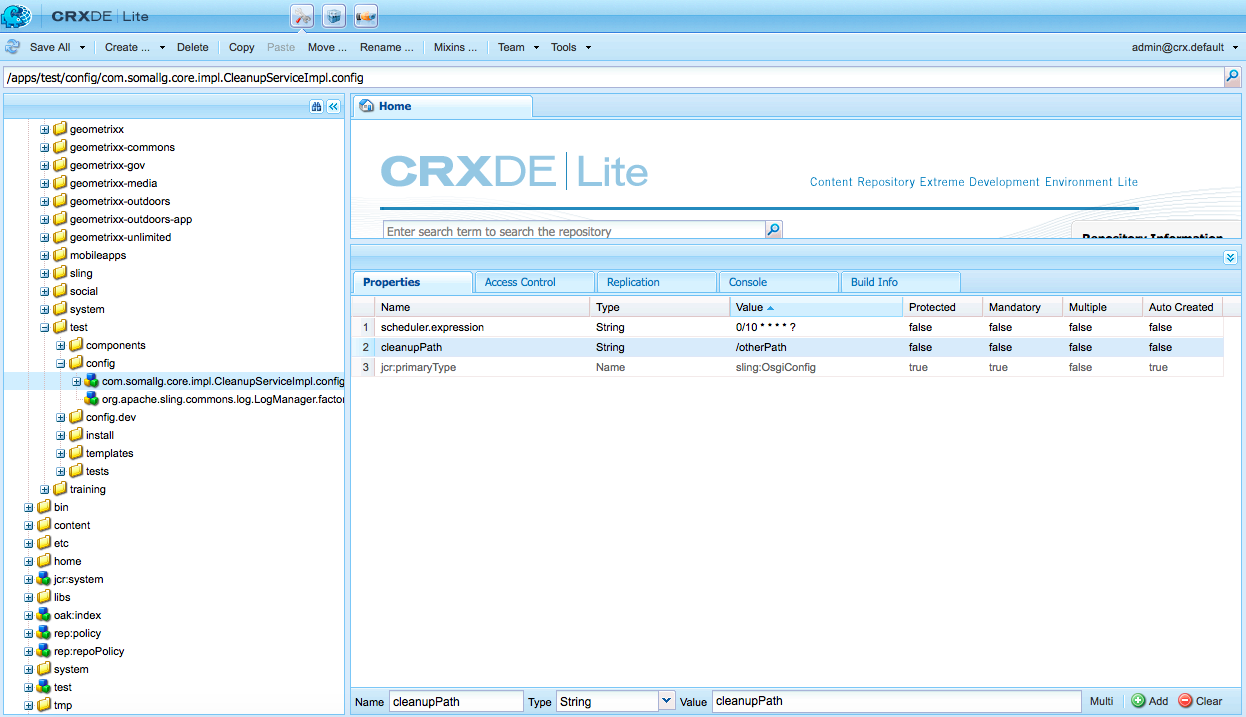 CRXDE | Lite
Save All Create ... Delete Copy Paste Move ... Rename ... Mixins ... Team Tools admin@crx.default
/apps/test/config/com.somallg.core.impl.CleanupServiceImpl.config
geometrixx
geometrixx-commons
geometrixx-gov
geometrixx-media
geometrixx-outdoors
geometrixx-outdoors-app
geometrixx-unlimited
mobileapps
sling
social
system
test
components
config
com.somallg.core.impl.CleanupServiceImpl.config
org.apache.sling.commons.log.LogManager.factor
config.dev
install
templates
tests
training
bin
content
etc
home
jcr:system
libs
oak:index
rep:policy
rep:repoPolicy
system
test
tmp
Home
CRXDE | Lite
Content Repository Extreme Development Environment Lite
Enter search term to search the repository
Repository Information
Properties Access Control Replication Console Build Info
Name Type Value Protected Mandatory Multiple Auto Created
1 scheduler.expression String 0/10 * * * * ? false false false false
2 cleanupPath String /otherPath false false false false
3 jcr:primaryType Name sling:OsgiConfig true true false true
Name cleanupPath Type String Value cleanupPath Multi Add Clear